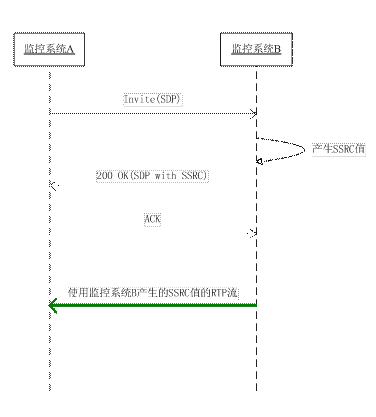 监控系统A
监控系统B
Invite(SDP)
产生SSRC值
200 OK(SDP with SSRC)
ACK
使用监控系统B产生的SSRC值的RTP流